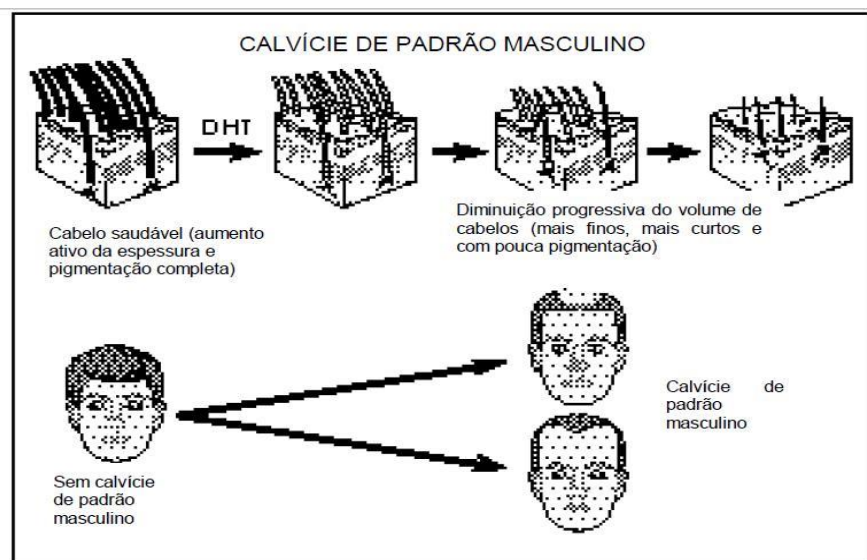 CALVÍCIE DE PADRÃO MASCULINO
DHT
Cabelo saudável (aumento
ativo da espessura e
pigmentação completa)
Diminuição progressiva do volume de
cabelos (mais finos, mais curtos e
com pouca pigmentação)
Sem calvície
de padrão
masculino
Calvície de
padrão
masculino